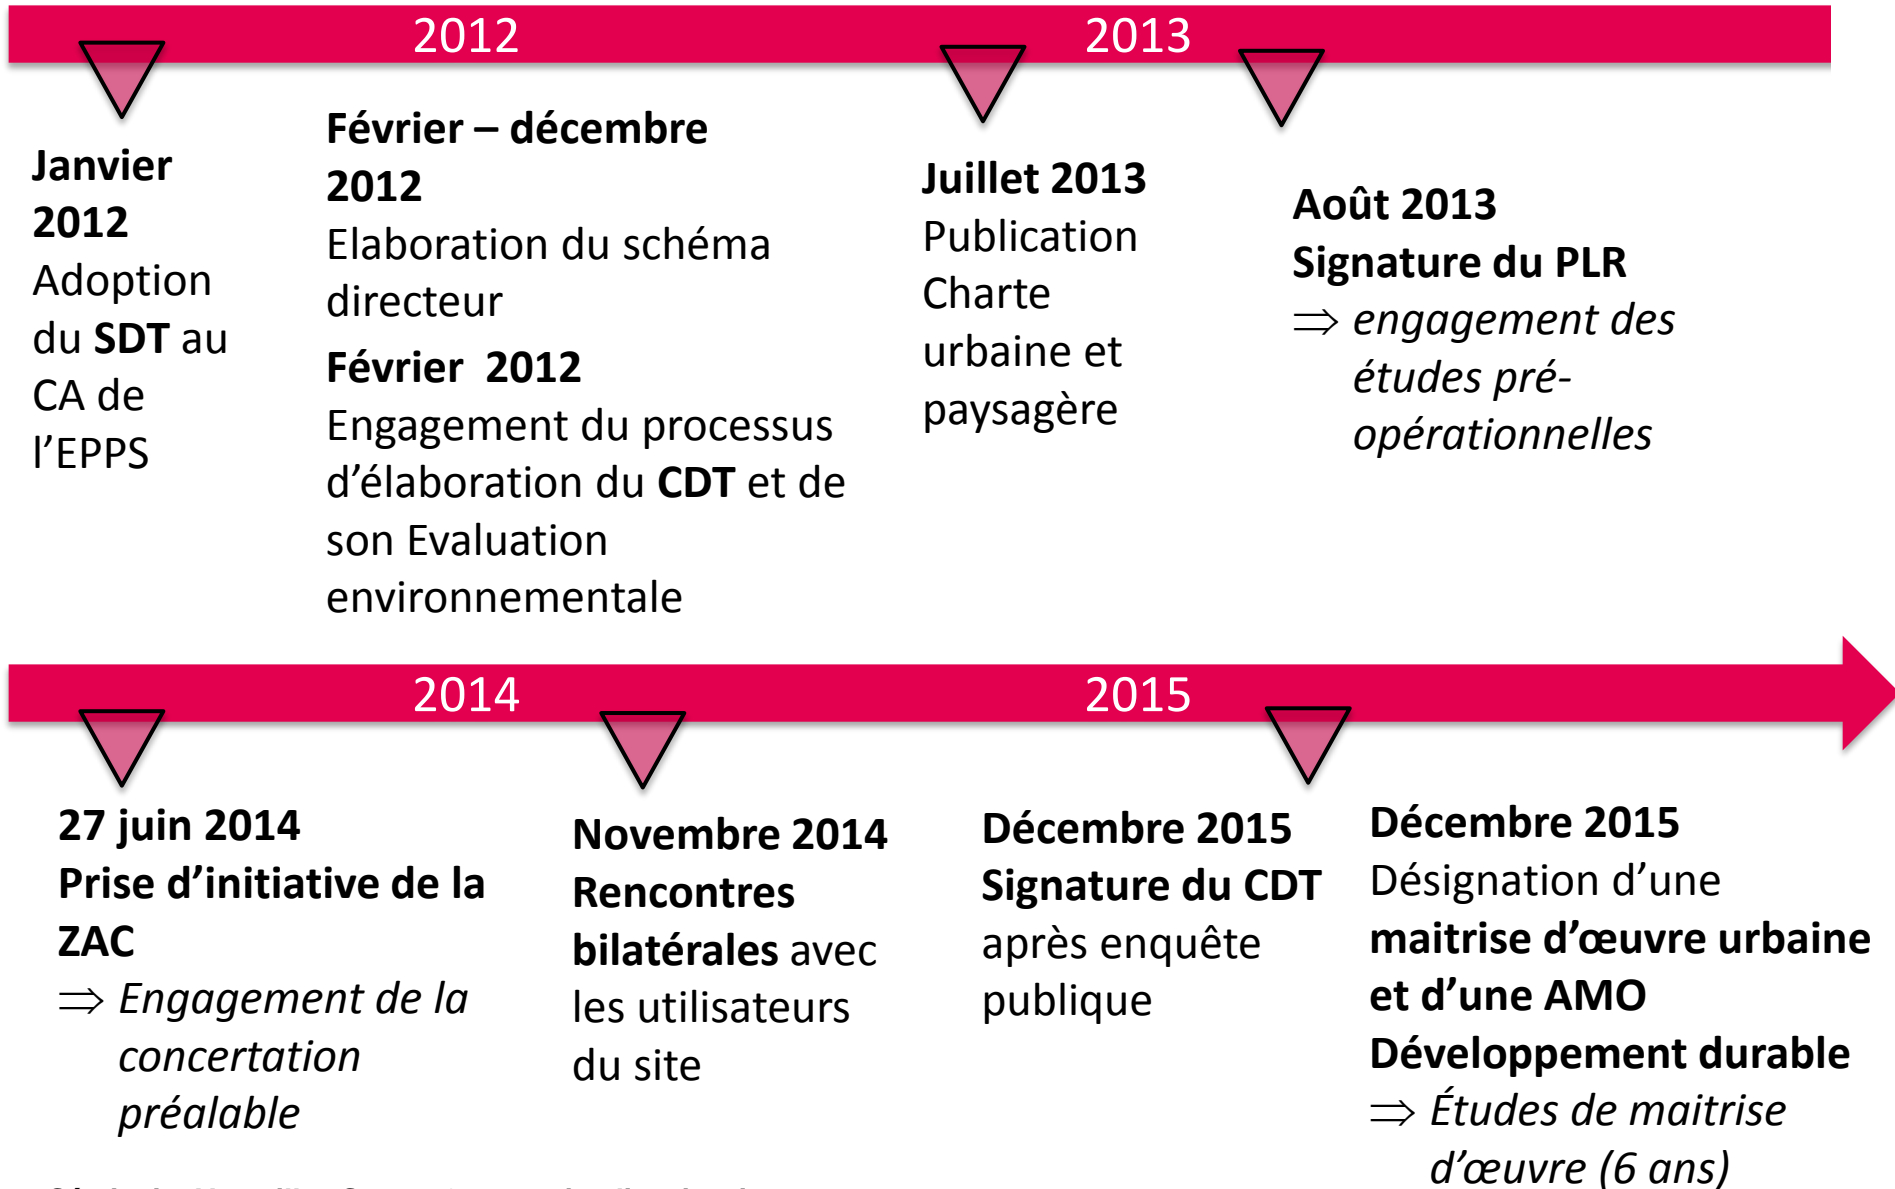 2012
2013
Janvier
2012
Adoption
du SDT au
CA de
l’EPPS
Février – décembre
2012
Elaboration du schéma
directeur
Février 2012
Engagement du processus
d’élaboration du CDT et de
son Evaluation
environnementale
Juillet 2013
Publication
Charte
urbaine et
paysagère
Août 2013
Signature du PLR
⇒ engagement des
études pré-
opérationnelles
2014
2015
27 juin 2014
Prise d’initiative de la
ZAC
⇒ Engagement de la
concertation
préalable
Novembre 2014
Rencontres
bilatérales avec
les utilisateurs
du site
Décembre 2015
Signature du CDT
après enquête
publique
Décembre 2015
Désignation d’une
maitrise d’œuvre urbaine
et d’une AMO
Développement durable
⇒ Études de maitrise
d’œuvre (6 ans)